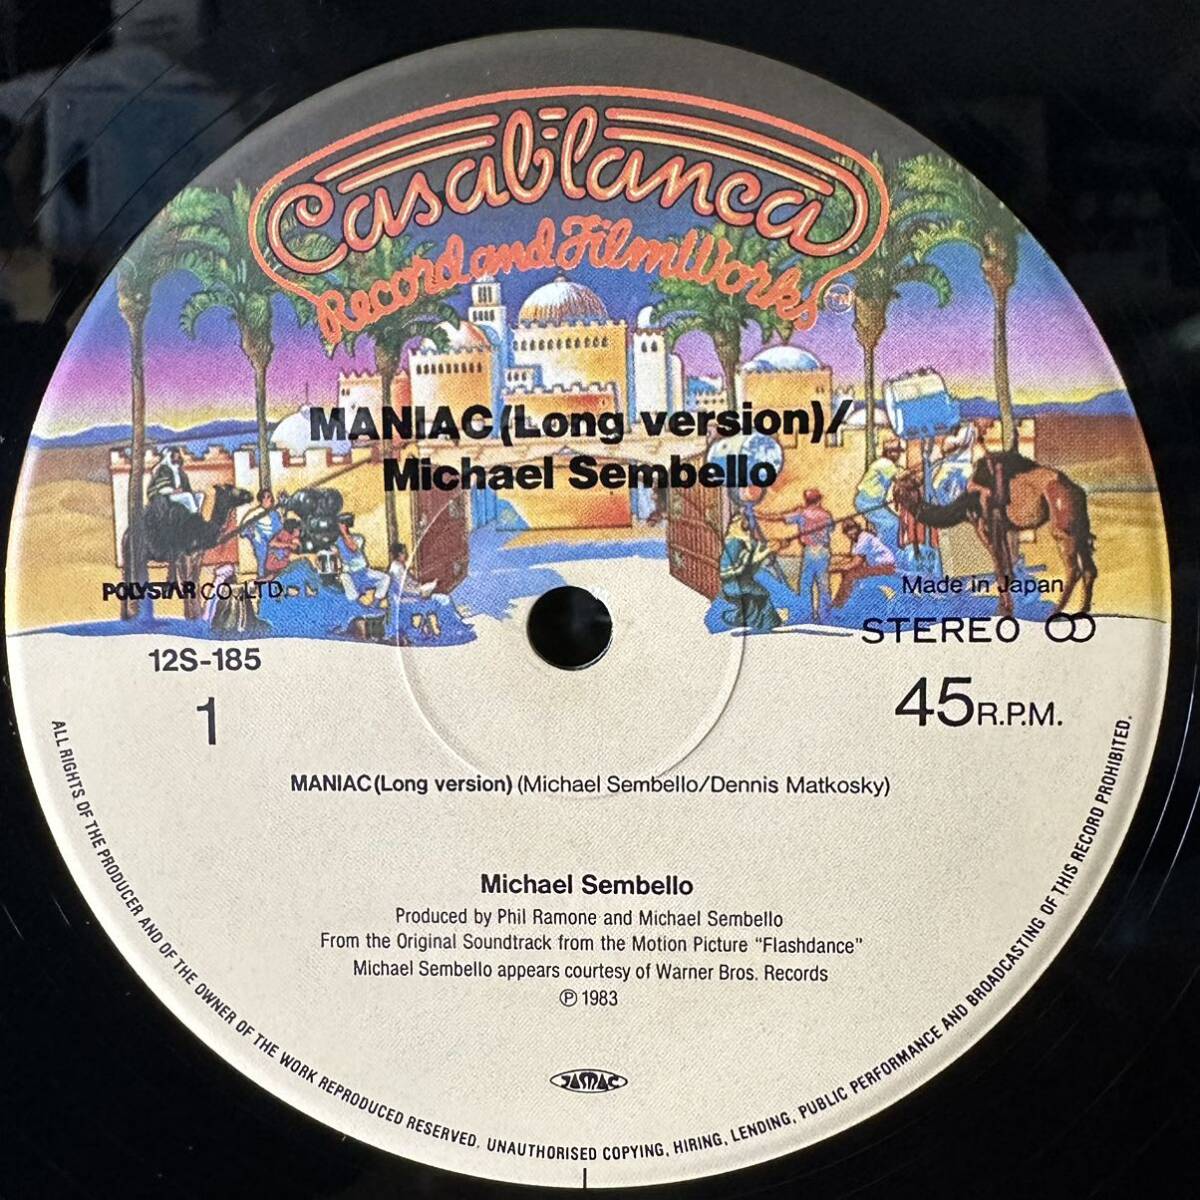 Casablanca
Record and FilmWorks
TM
MANIAC (Long version)/
Michael Sembello
POLYSTAR CO., LTD.
Made in Japan
STEREO
12S-185
1
45 R.P.M.
MANIAC (Long version) (Michael Sembello/Dennis Matkosky)
Michael Sembello
Produced by Phil Ramone and Michael Sembello
From the Original Soundtrack from the Motion Picture "Flashdance"
Michael Sembello appears courtesy of Warner Bros. Records
℗ 1983
JASRAC
ALL RIGHTS OF THE PRODUCER AND OF THE OWNER OF THE WORK REPRODUCED RESERVED. UNAUTHORISED COPYING, HIRING, LENDING, PUBLIC PERFORMANCE AND BROADCASTING OF THIS RECORD PROHIBITED.